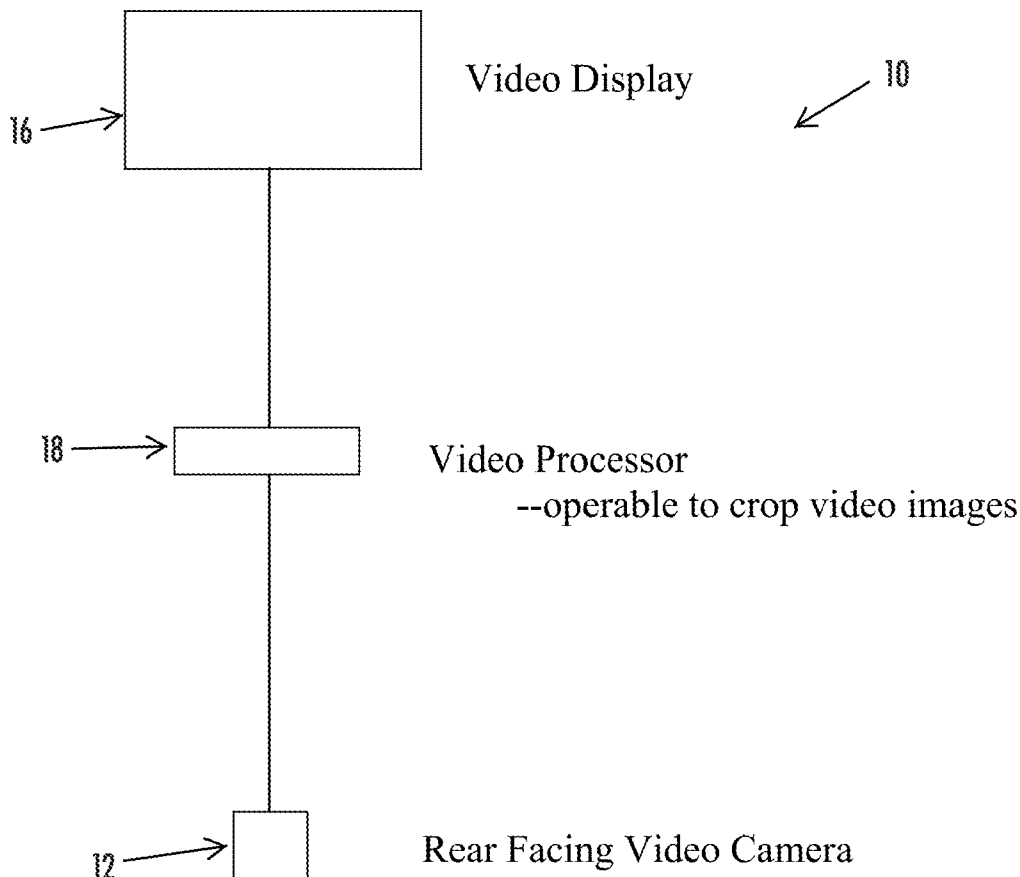 Video Display
10
16
18
Video Processor
--operable to crop video images
12
Rear Facing Video Camera